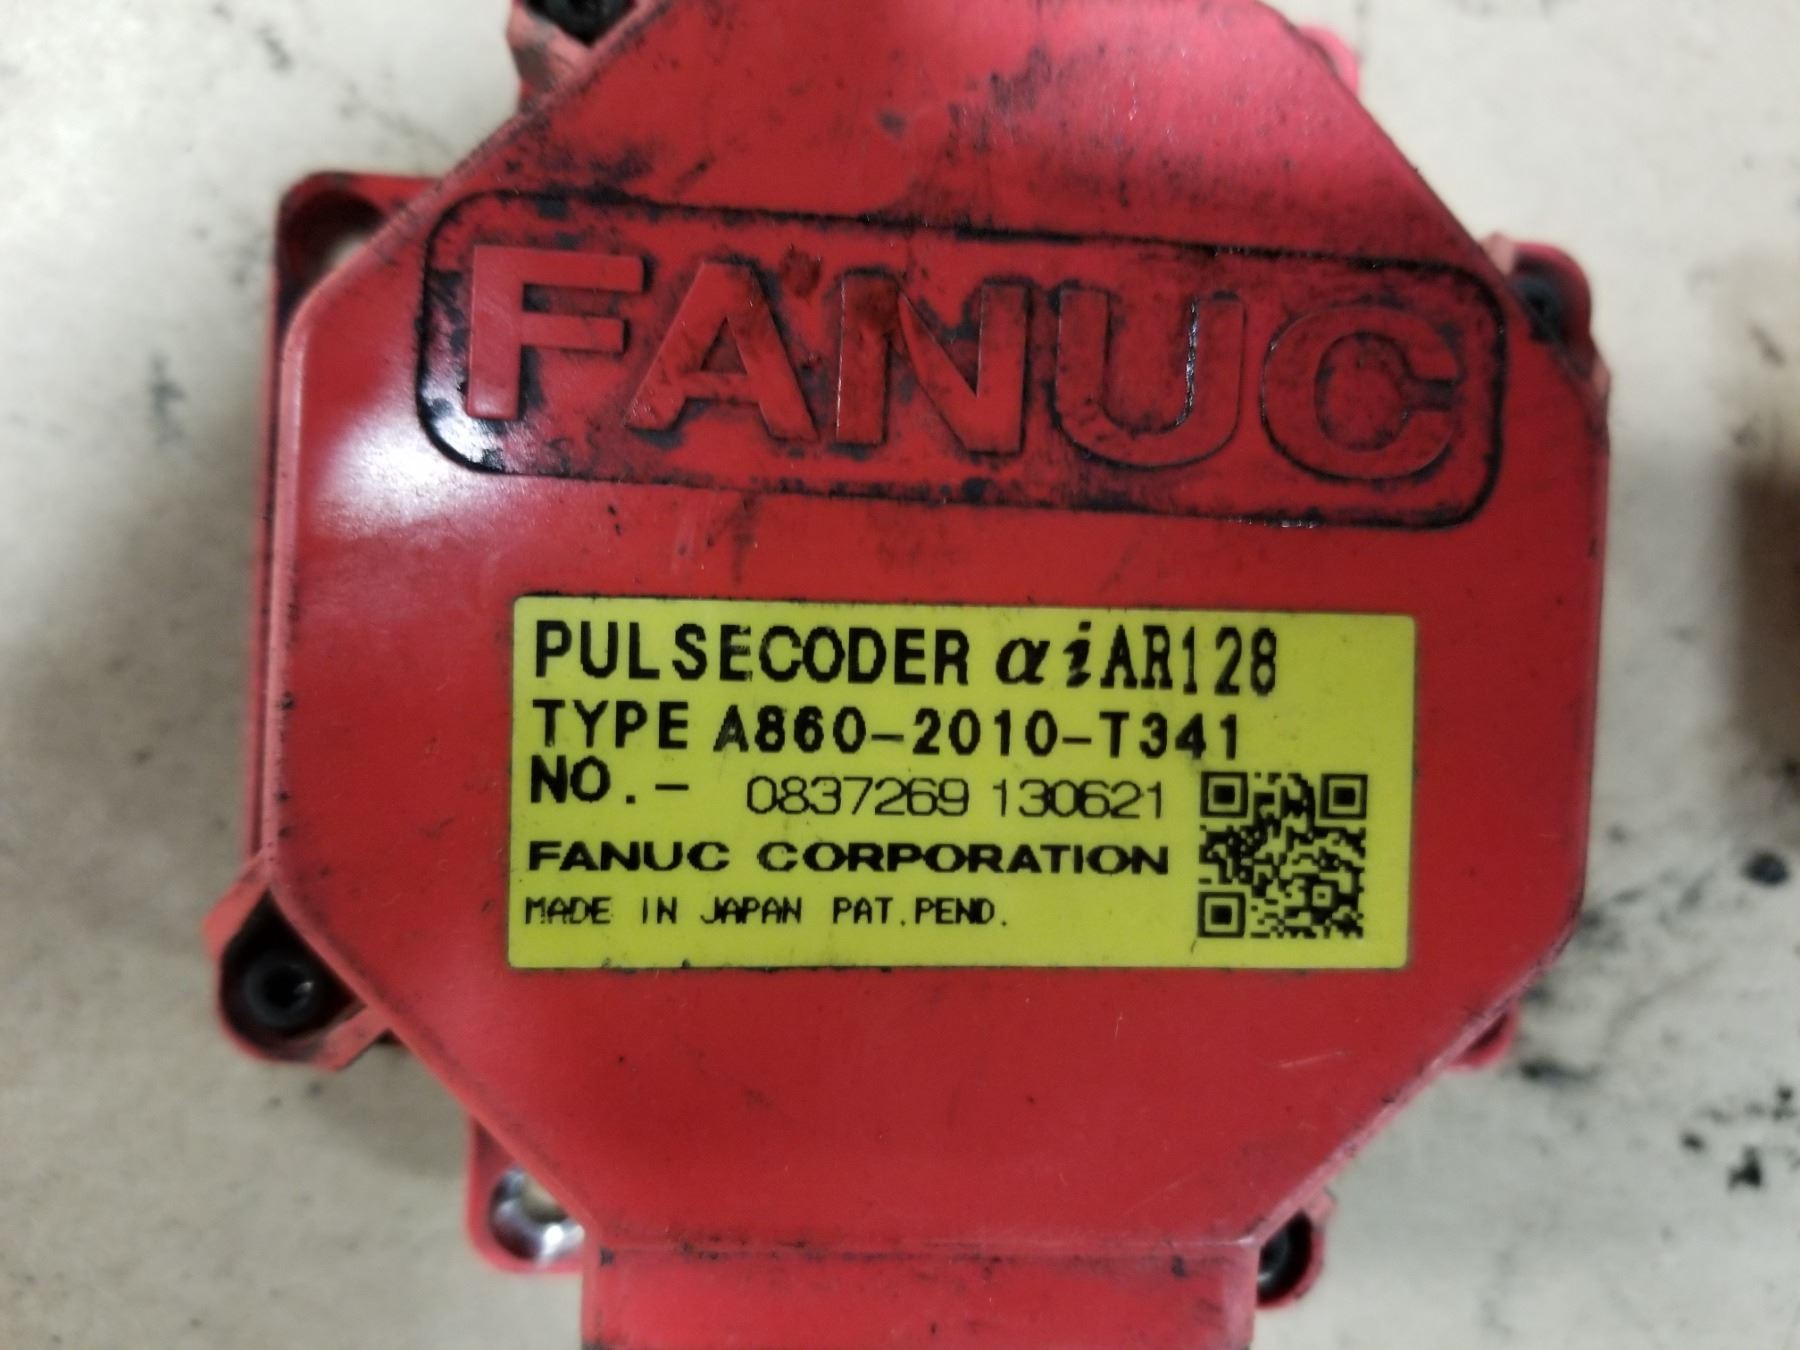 FANUC
PULSECODER αiAR128
TYPE A860-2010-T341
NO.- 0837269 130621
FANUC CORPORATION
MADE IN JAPAN PAT.PEND.